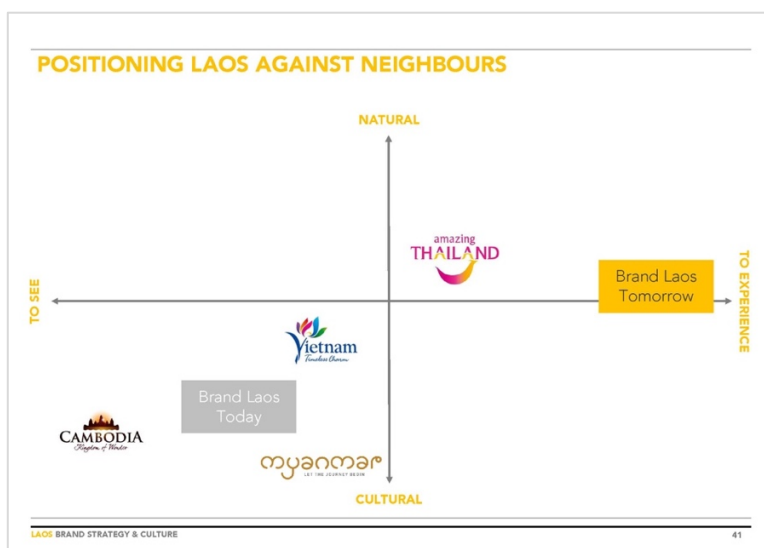 POSITIONING LAOS AGAINST NEIGHBOURS
NATURAL
amazing
THAILAND
TO SEE
Brand Laos
Tomorrow
TO EXPERIENCE
Vietnam
Timeless Charm
Brand Laos
Today
CAMBODIA
Kingdom of Wonder
myanmar
LET THE JOURNEY BEGIN
CULTURAL
LAOS BRAND STRATEGY & CULTURE
41